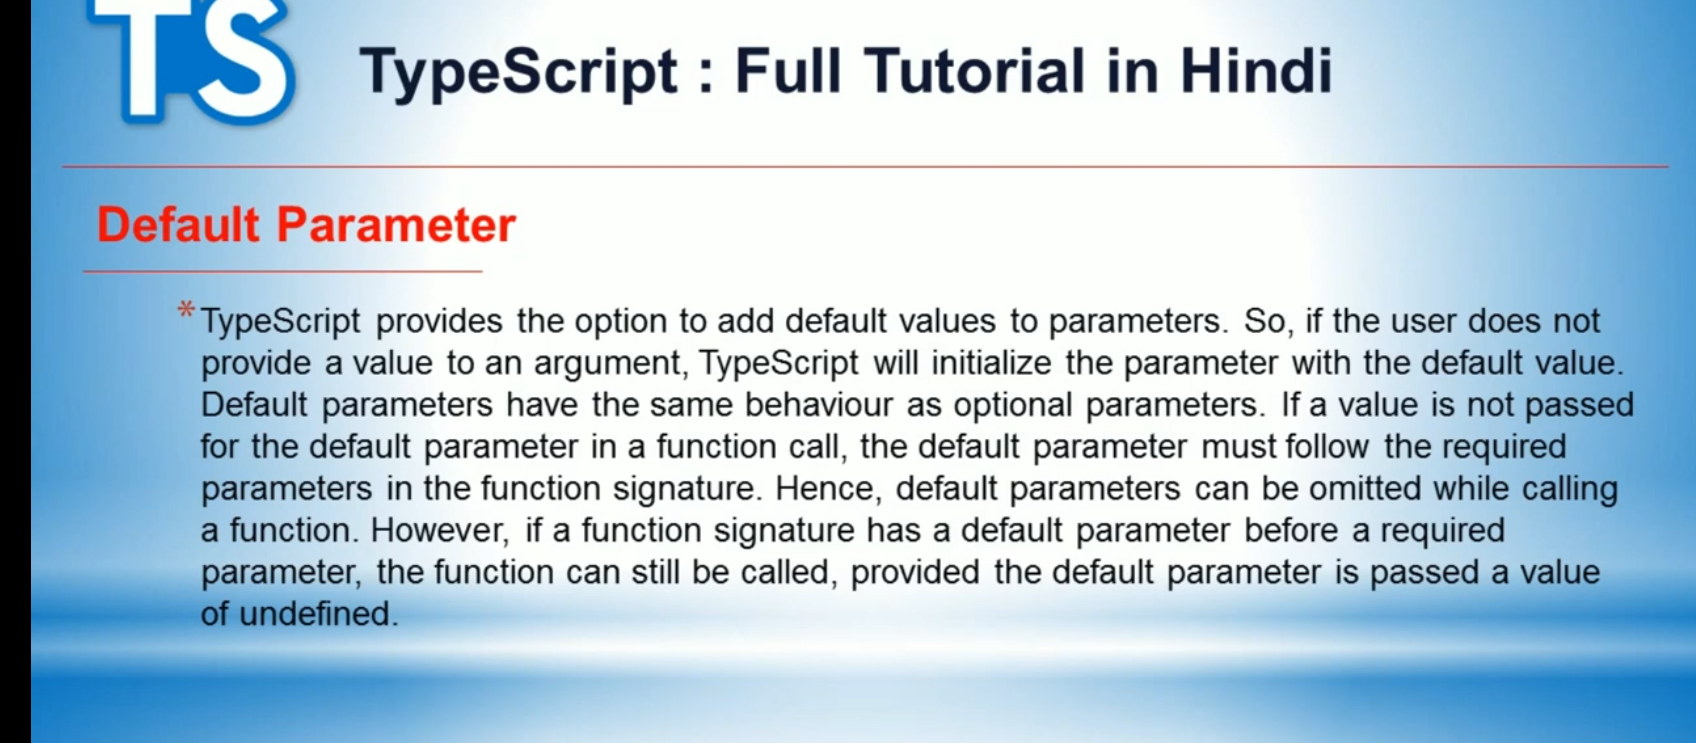 TS
TypeScript : Full Tutorial in Hindi
Default Parameter
*TypeScript provides the option to add default values to parameters. So, if the user does not
provide a value to an argument, TypeScript will initialize the parameter with the default value.
Default parameters have the same behaviour as optional parameters. If a value is not passed
for the default parameter in a function call, the default parameter must follow the required
parameters in the function signature. Hence, default parameters can be omitted while calling
a function. However, if a function signature has a default parameter before a required
parameter, the function can still be called, provided the default parameter is passed a value
of undefined.